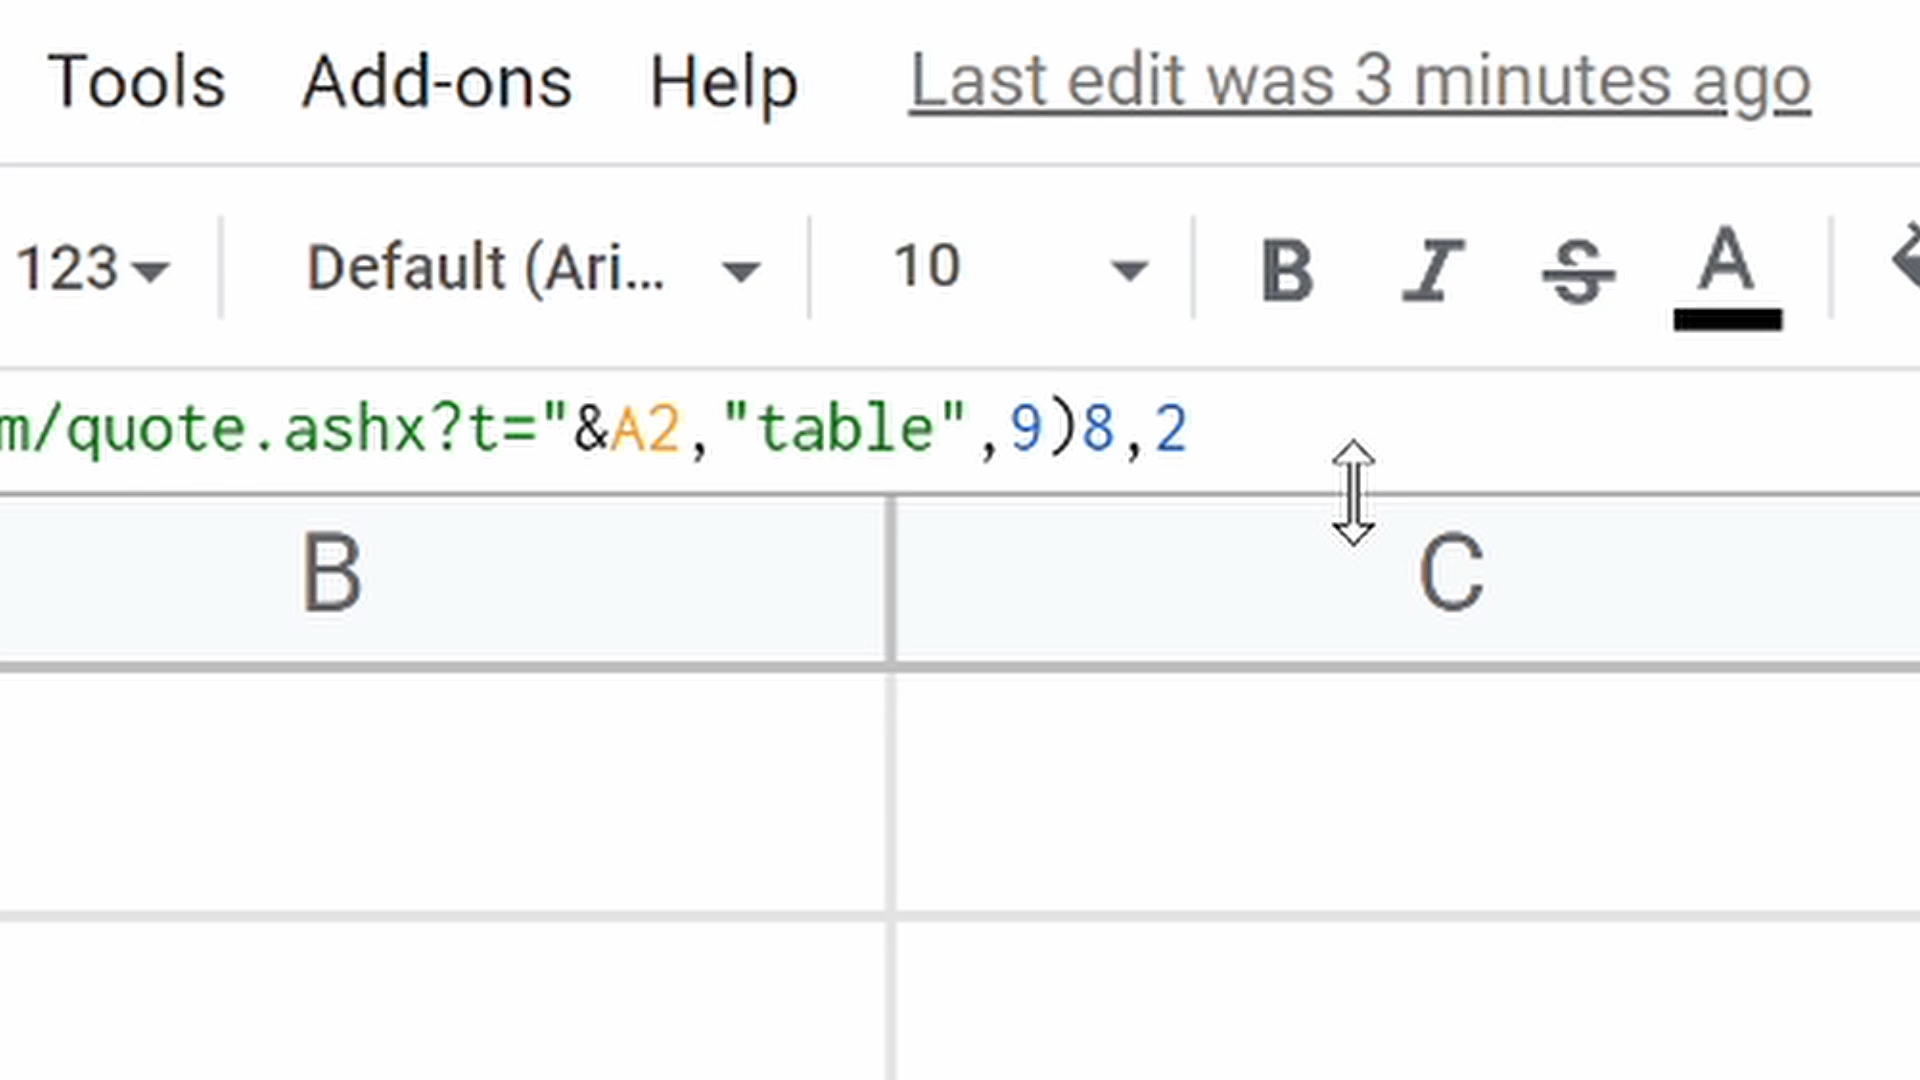 Tools Add-ons Help Last edit was 3 minutes ago
123 Default (Ari... 10 B I S A
m/quote.ashx?t="&A2,"table",9)8,2
B C